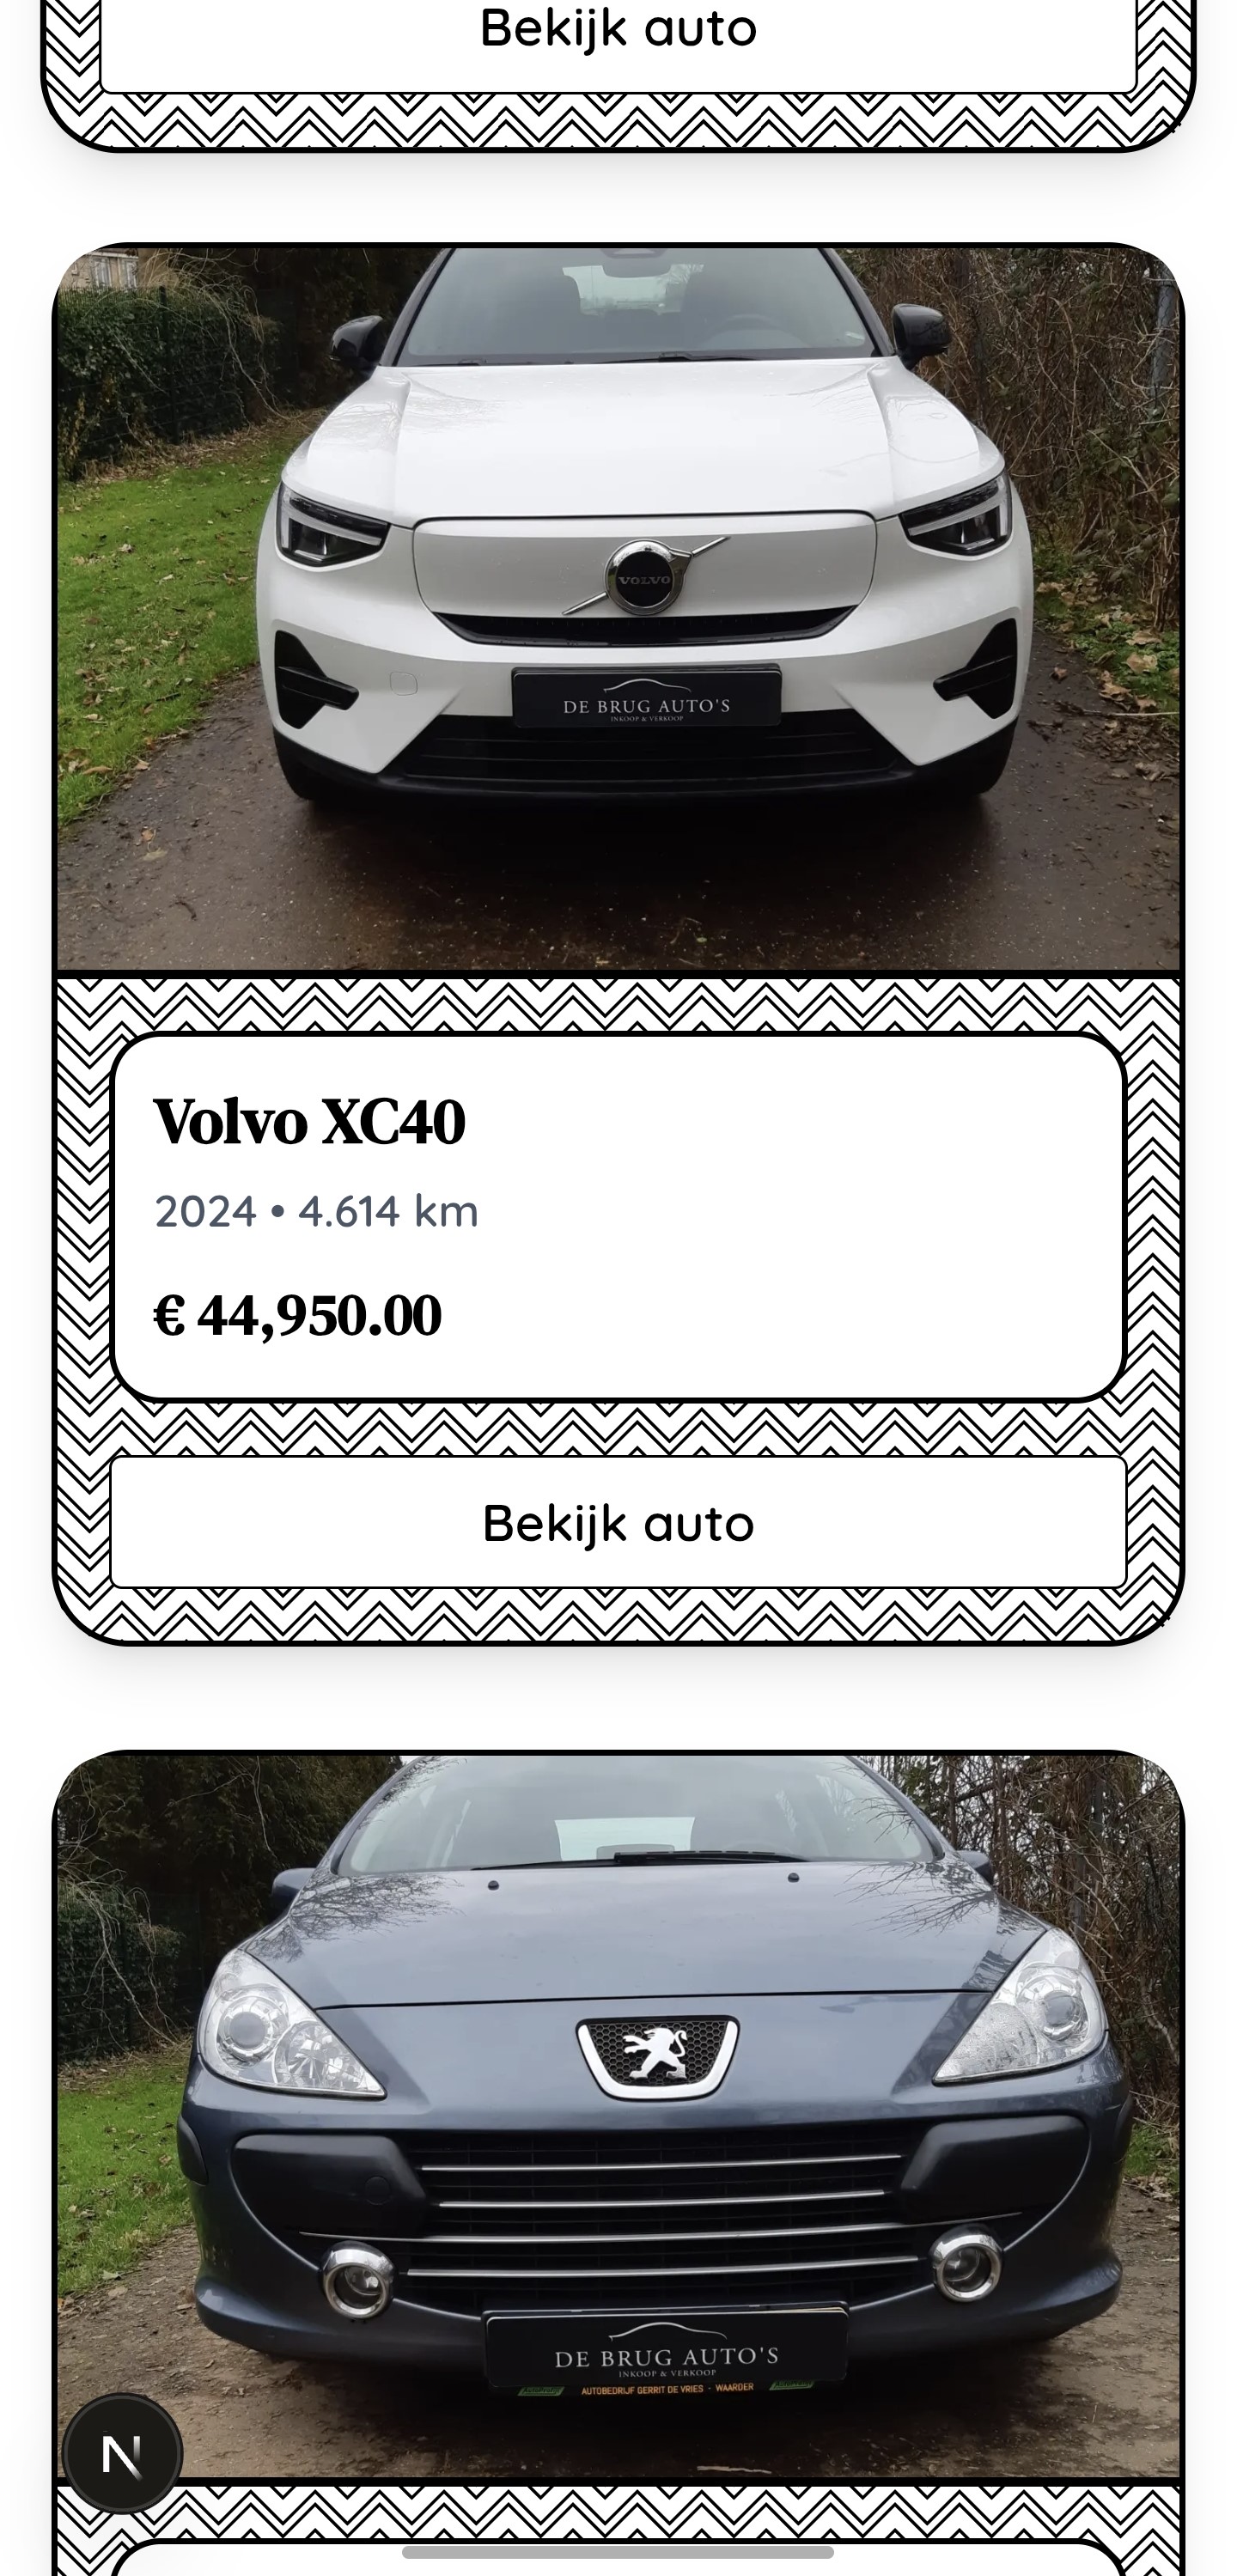 Bekijk auto
VOLVO
DE BRUG AUTO'S
INKOOP & VERKOOP
Volvo XC40
2024 • 4.614 km
€ 44,950.00
Bekijk auto
DE BRUG AUTO'S
INKOOP & VERKOOP
AUTOBEDRIJF GERRIT DE VRIES - WAARDER
N